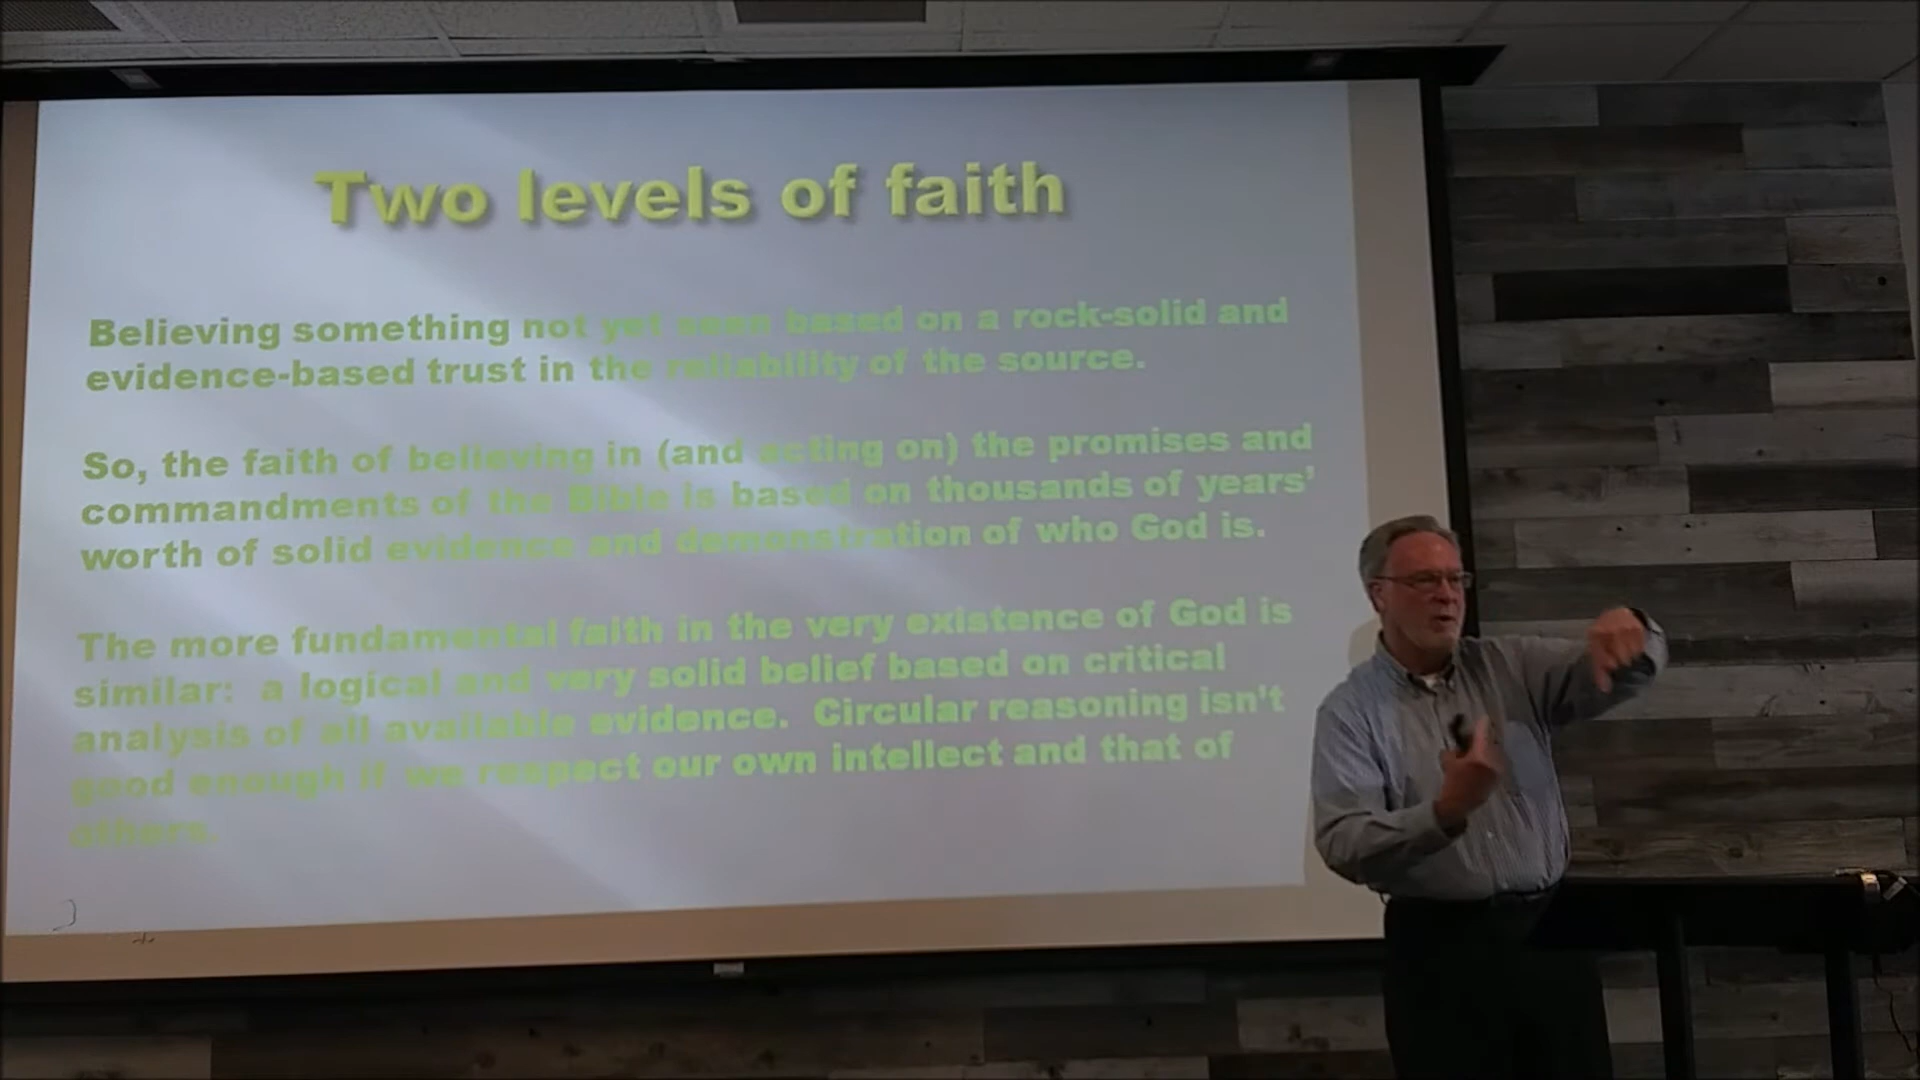 Two levels of faith
Believing something not yet seen based on a rock-solid and
evidence-based trust in the reliability of the source.
So, the faith of believing in (and acting on) the promises and
commandments of the Bible is based on thousands of years'
worth of solid evidence and demonstration of who God is.
The more fundamental faith in the very existence of God is
similar: a logical and very solid belief based on critical
analysis of all available evidence. Circular reasoning isn't
good enough if we respect our own intellect and that of
others.